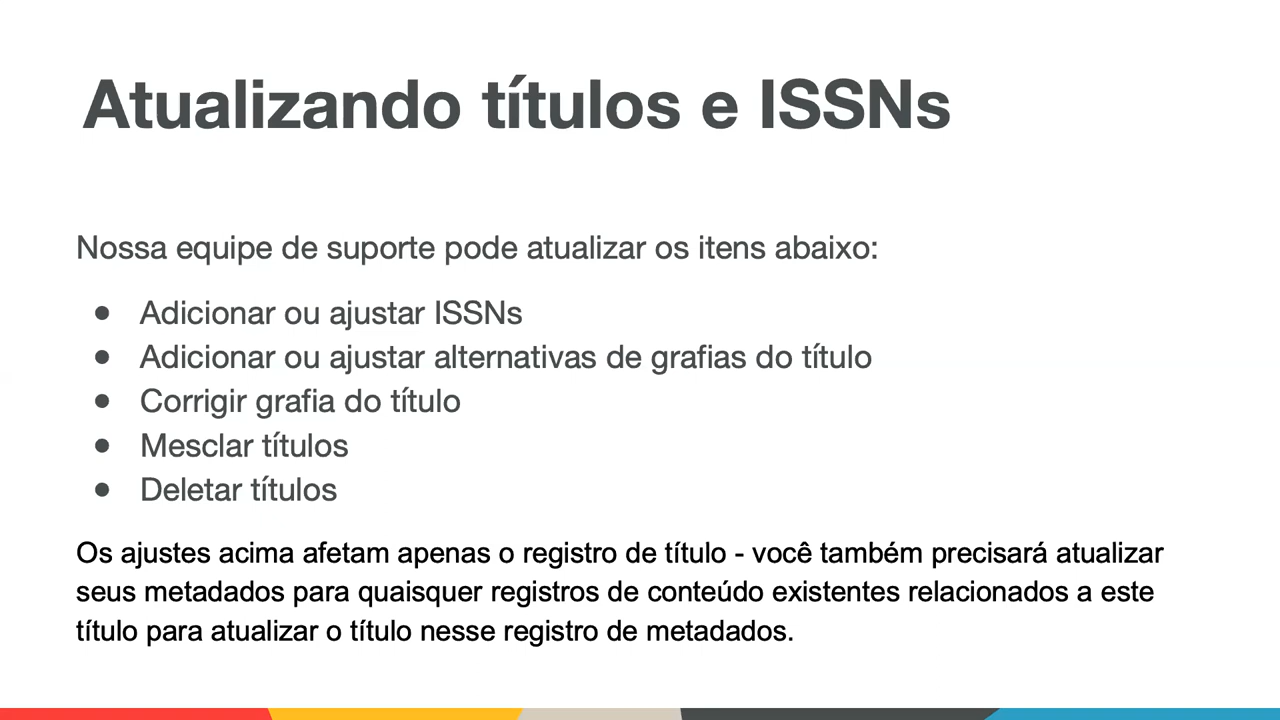 Atualizando títulos e ISSNs
Nossa equipe de suporte pode atualizar os itens abaixo:
● Adicionar ou ajustar ISSNs
● Adicionar ou ajustar alternativas de grafias do título
● Corrigir grafia do título
● Mesclar títulos
● Deletar títulos
Os ajustes acima afetam apenas o registro de título - você também precisará atualizar
seus metadados para quaisquer registros de conteúdo existentes relacionados a este
título para atualizar o título nesse registro de metadados.